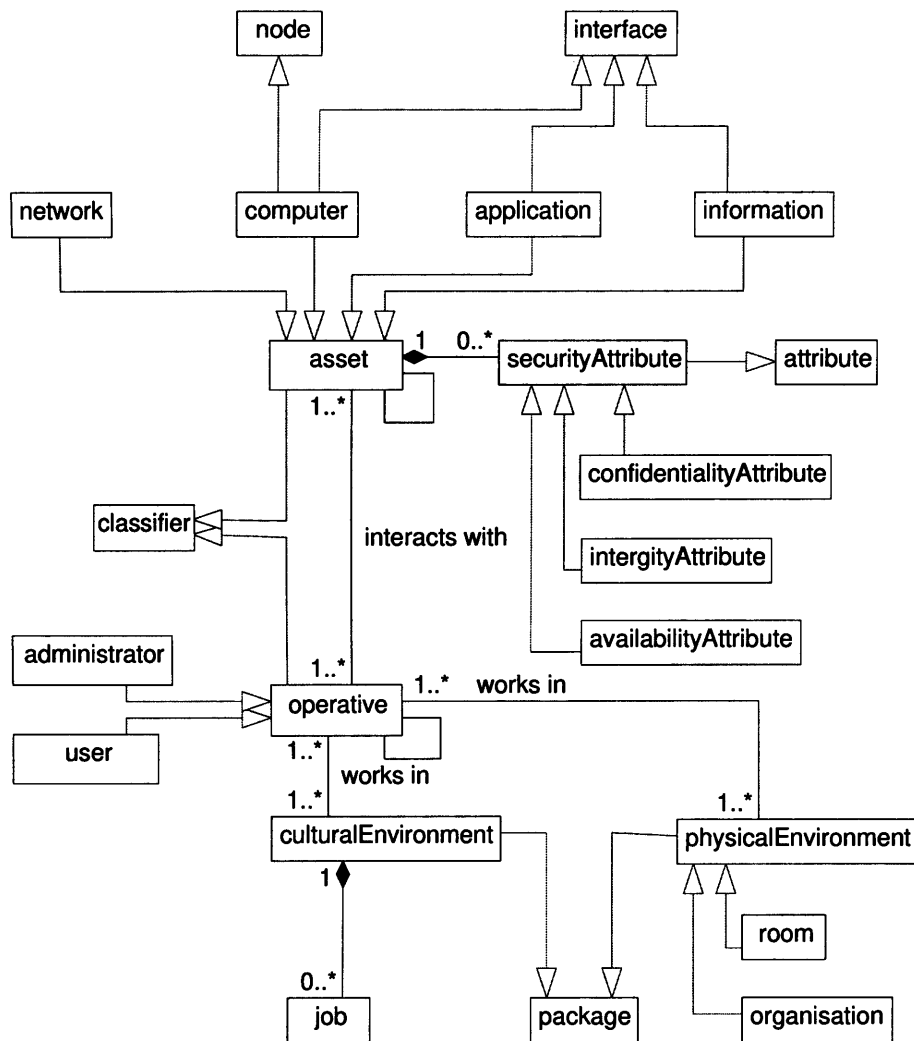 node
interface
network
computer
application
information
asset
1
0..*
securityAttribute
attribute
1..*
confidentialityAttribute
classifier
interacts with
intergityAttribute
administrator
availabilityAttribute
1..*
operative
1..*
works in
user
1..*
works in
1..*
1..*
culturalEnvironment
physicalEnvironment
1
room
0..*
job
package
organisation